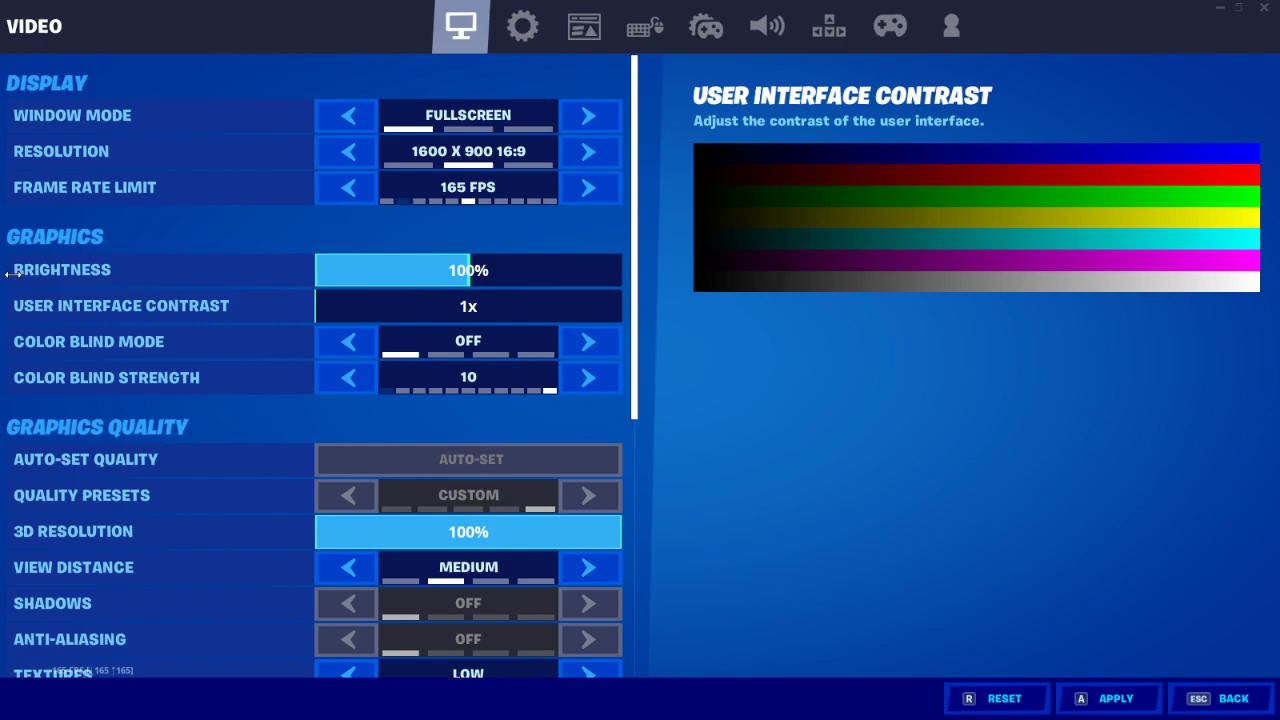 VIDEO
DISPLAY
WINDOW MODE FULLSCREEN
RESOLUTION 1600 X 900 16:9
FRAME RATE LIMIT 165 FPS
GRAPHICS
BRIGHTNESS 100%
USER INTERFACE CONTRAST 1x
COLOR BLIND MODE OFF
COLOR BLIND STRENGTH 10
GRAPHICS QUALITY
AUTO-SET QUALITY AUTO-SET
QUALITY PRESETS CUSTOM
3D RESOLUTION 100%
VIEW DISTANCE MEDIUM
SHADOWS OFF
ANTI-ALIASING OFF
TEXTURES LOW
USER INTERFACE CONTRAST
Adjust the contrast of the user interface.
R RESET A APPLY ESC BACK